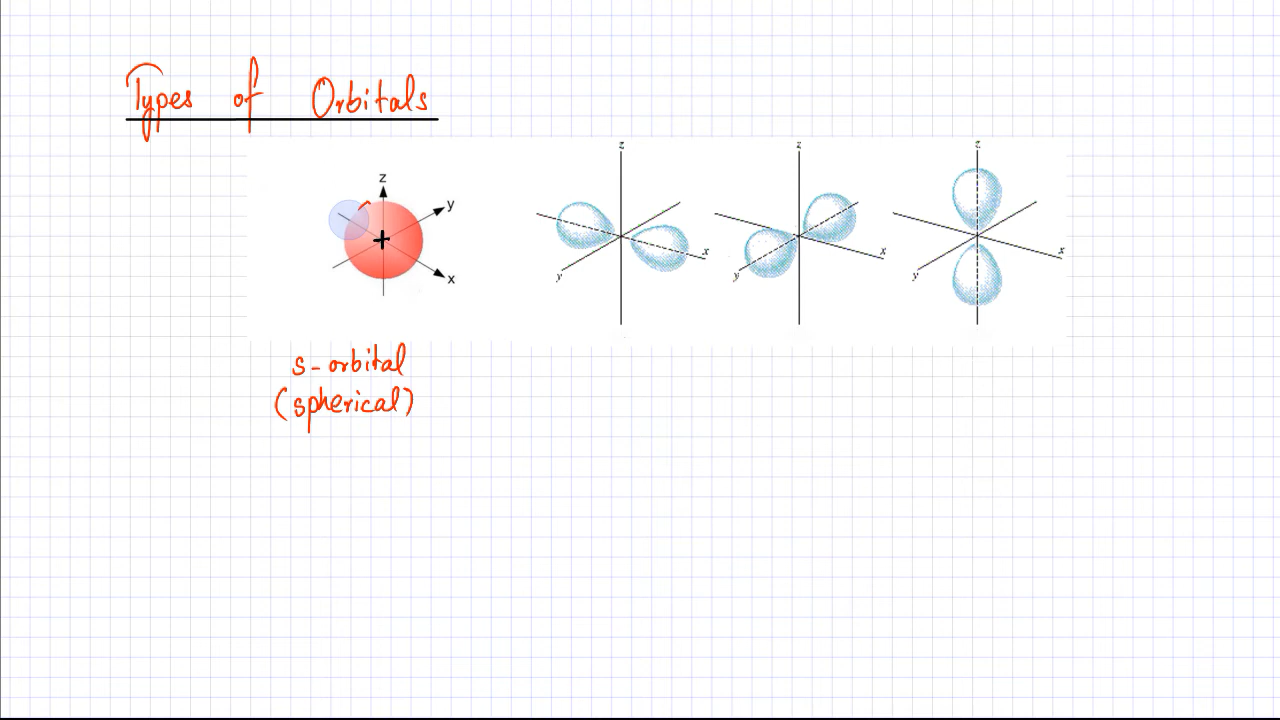 Types of Orbitals
z
y
x
z
x
y
z
x
y
z
x
y
s-orbital
(spherical)